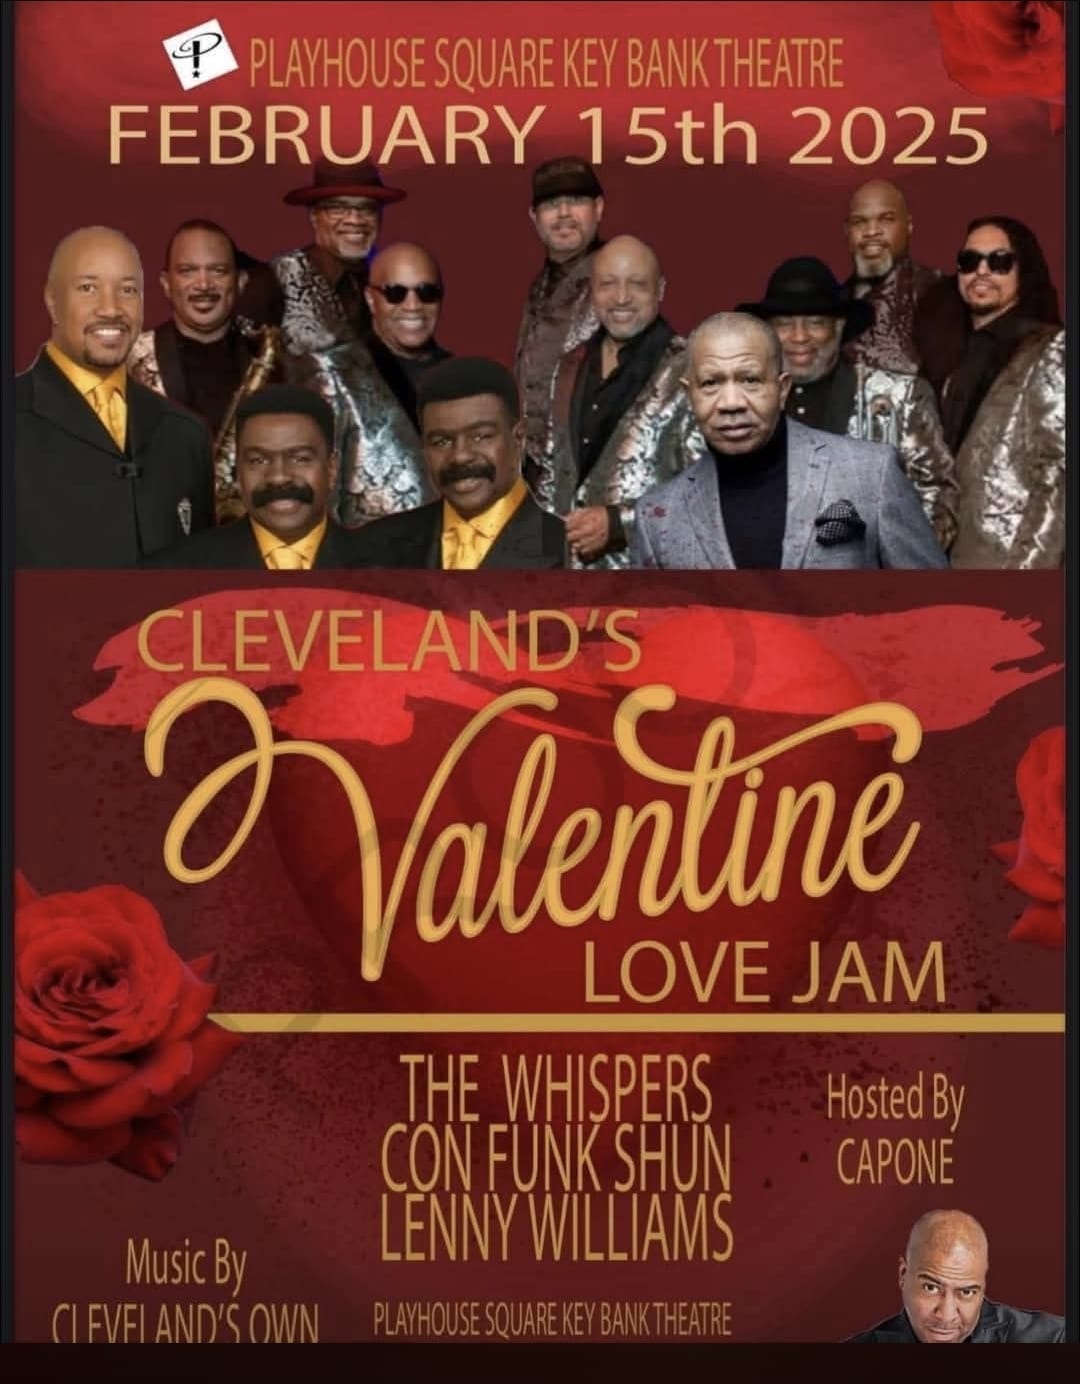 PLAYHOUSE SQUARE KEY BANK THEATRE
FEBRUARY 15th 2025
CLEVELAND'S
Valentine
LOVE JAM
THE WHISPERS
CON FUNK SHUN
LENNY WILLIAMS
Hosted By
CAPONE
Music By
CLEVELAND'S OWN
PLAYHOUSE SQUARE KEY BANK THEATRE